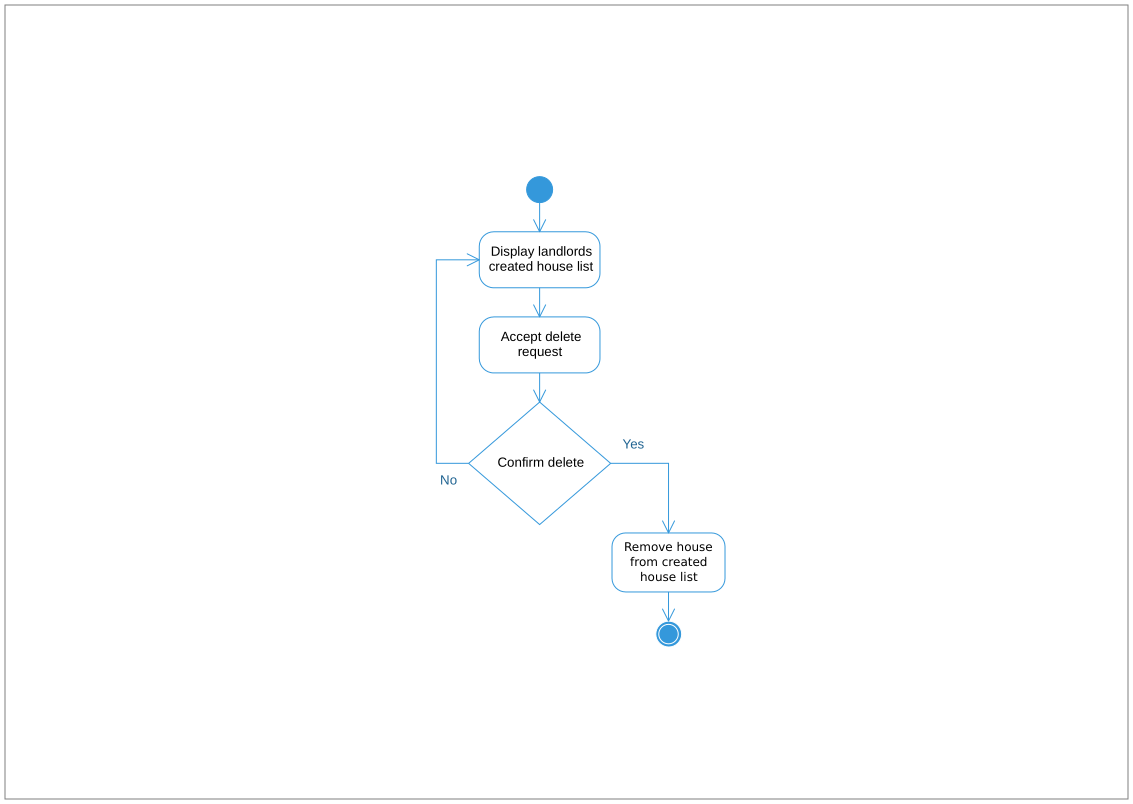 Display landlords
created house list
Accept delete
request
Confirm delete
Yes
No
Remove house
from created
house list